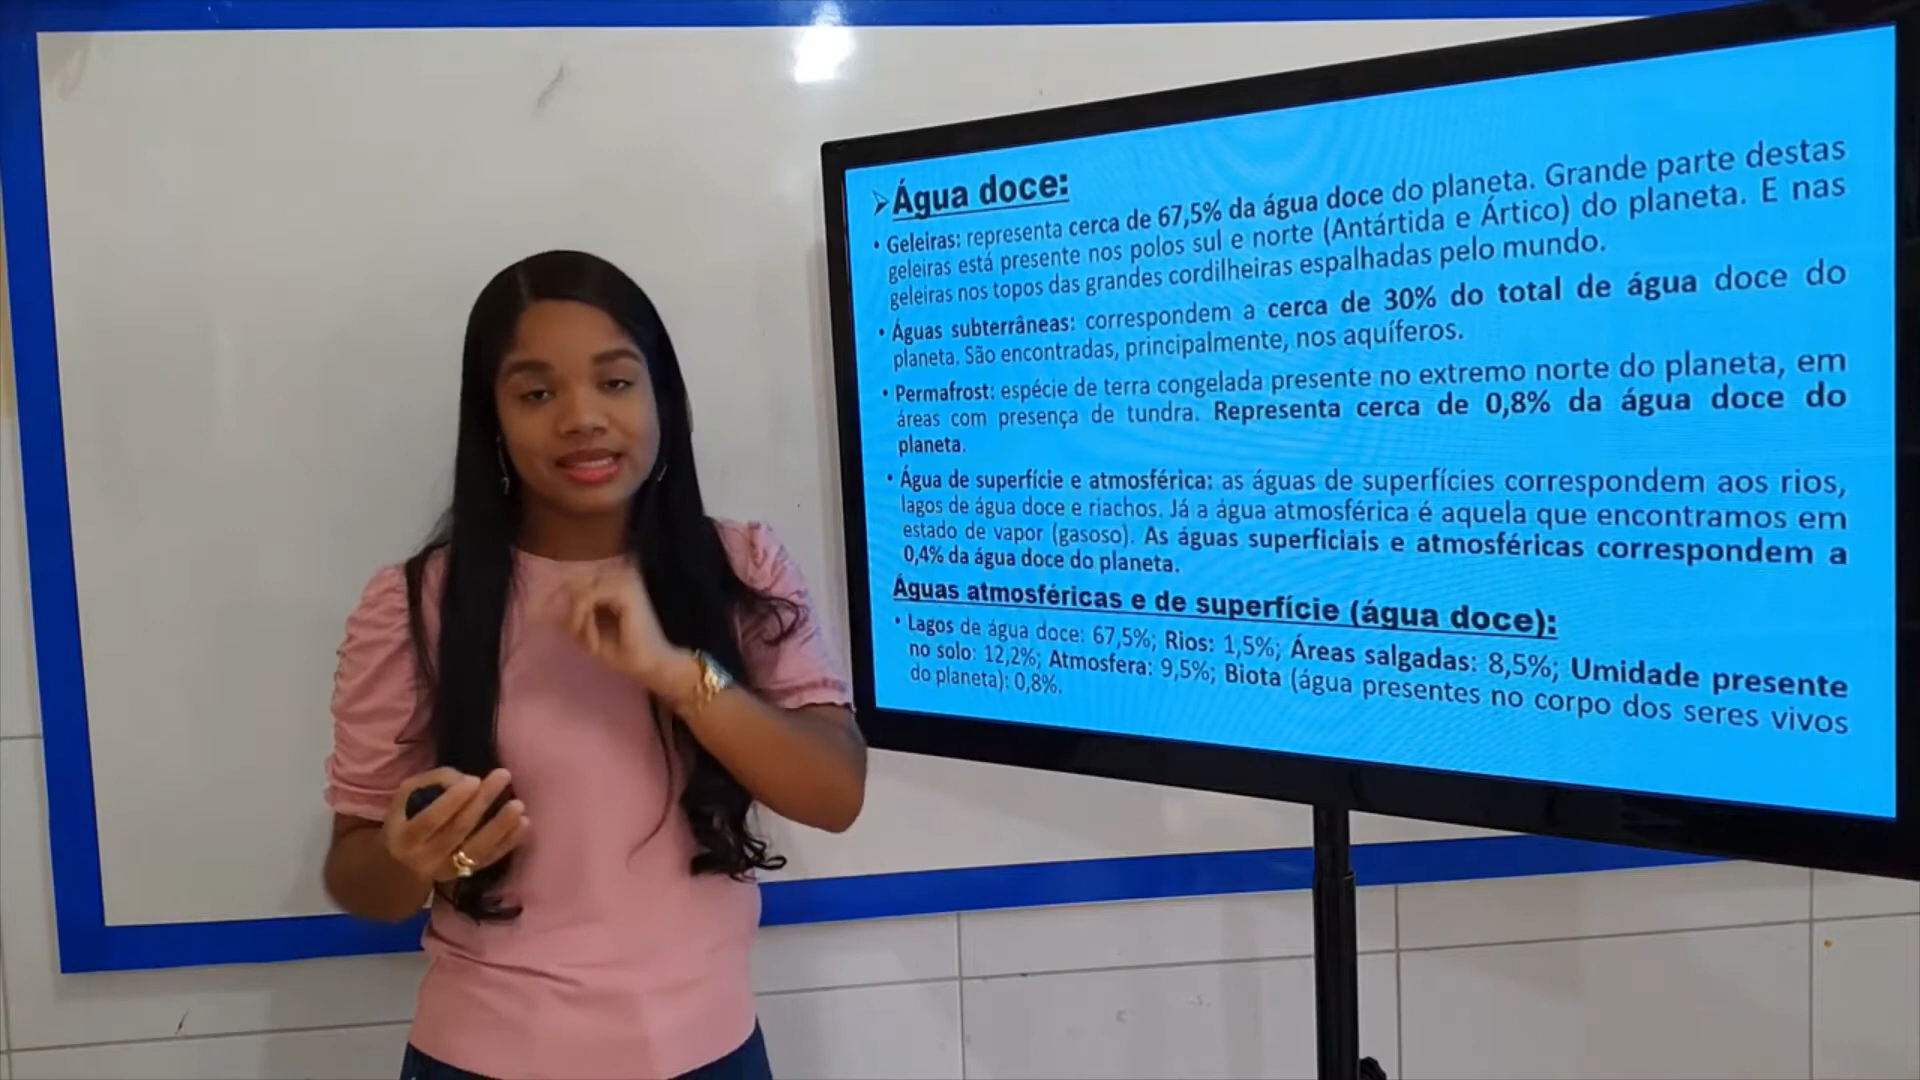 Água doce:
• Geleiras: representa cerca de 67,5% da água doce do planeta. Grande parte destas
geleiras está presente nos polos sul e norte (Antártida e Ártico) do planeta. E nas
geleiras nos topos das grandes cordilheiras espalhadas pelo mundo.
• Águas subterrâneas: correspondem a cerca de 30% do total de água doce do
planeta. São encontradas, principalmente, nos aquíferos.
• Permafrost: espécie de terra congelada presente no extremo norte do planeta, em
áreas com presença de tundra. Representa cerca de 0,8% da água doce do
planeta.
• Água de superfície e atmosférica: as águas de superfícies correspondem aos rios,
lagos de água doce e riachos. Já a água atmosférica é aquela que encontramos em
estado de vapor (gasoso). As águas superficiais e atmosféricas correspondem a
0,4% da água doce do planeta.
Águas atmosféricas e de superfície (água doce):
• Lagos de água doce: 67,5%; Rios: 1,5%; Áreas salgadas: 8,5%; Umidade presente
no solo: 12,2%; Atmosfera: 9,5%; Biota (água presentes no corpo dos seres vivos
do planeta): 0,8%.